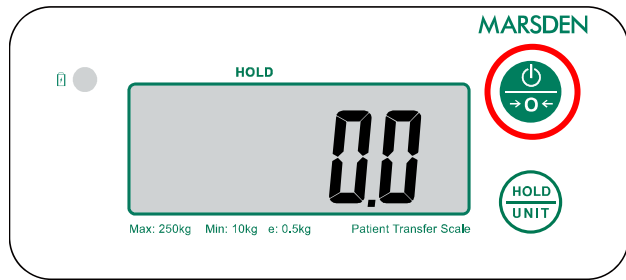 MARSDEN
HOLD
→0←
0.0
HOLD
UNIT
Max: 250kg Min: 10kg e: 0.5kg Patient Transfer Scale